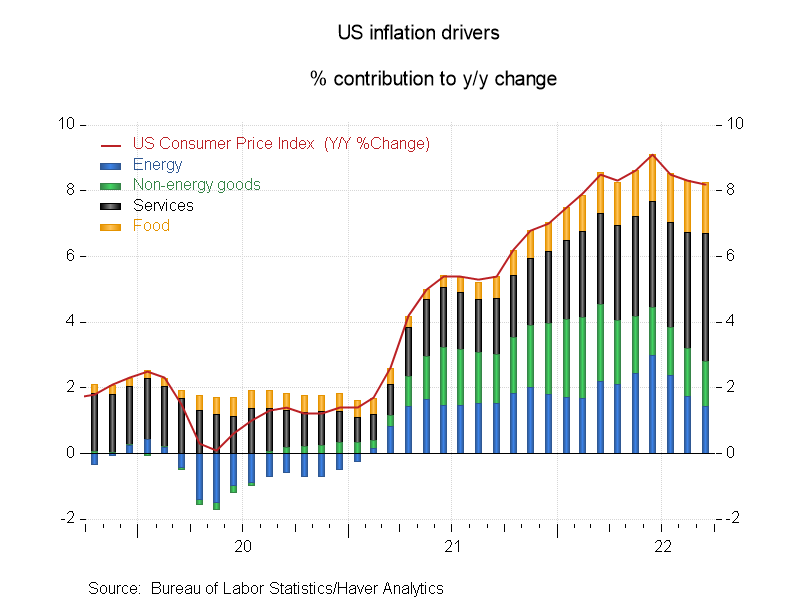 US inflation drivers
% contribution to y/y change
10 10
US Consumer Price Index (Y/Y %Change)
Energy
Non-energy goods
8 8
Services
Food
6 6
4 4
2 2
0 0
-2 -2
20 21 22
Source: Bureau of Labor Statistics/Haver Analytics